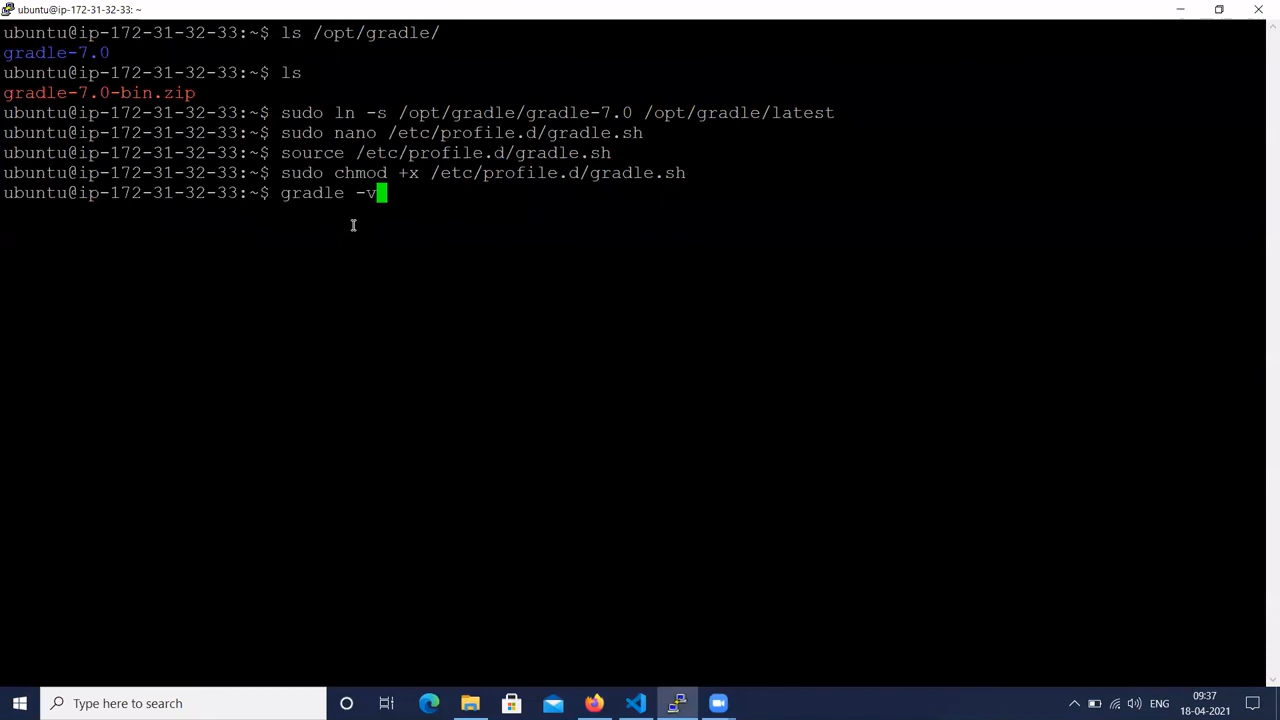 ubuntu@ip-172-31-32-33: ~
ubuntu@ip-172-31-32-33:~$ ls /opt/gradle/
gradle-7.0
ubuntu@ip-172-31-32-33:~$ ls
gradle-7.0-bin.zip
ubuntu@ip-172-31-32-33:~$ sudo ln -s /opt/gradle/gradle-7.0 /opt/gradle/latest
ubuntu@ip-172-31-32-33:~$ sudo nano /etc/profile.d/gradle.sh
ubuntu@ip-172-31-32-33:~$ source /etc/profile.d/gradle.sh
ubuntu@ip-172-31-32-33:~$ sudo chmod +x /etc/profile.d/gradle.sh
ubuntu@ip-172-31-32-33:~$ gradle -v
Type here to search
ENG
09:37
18-04-2021